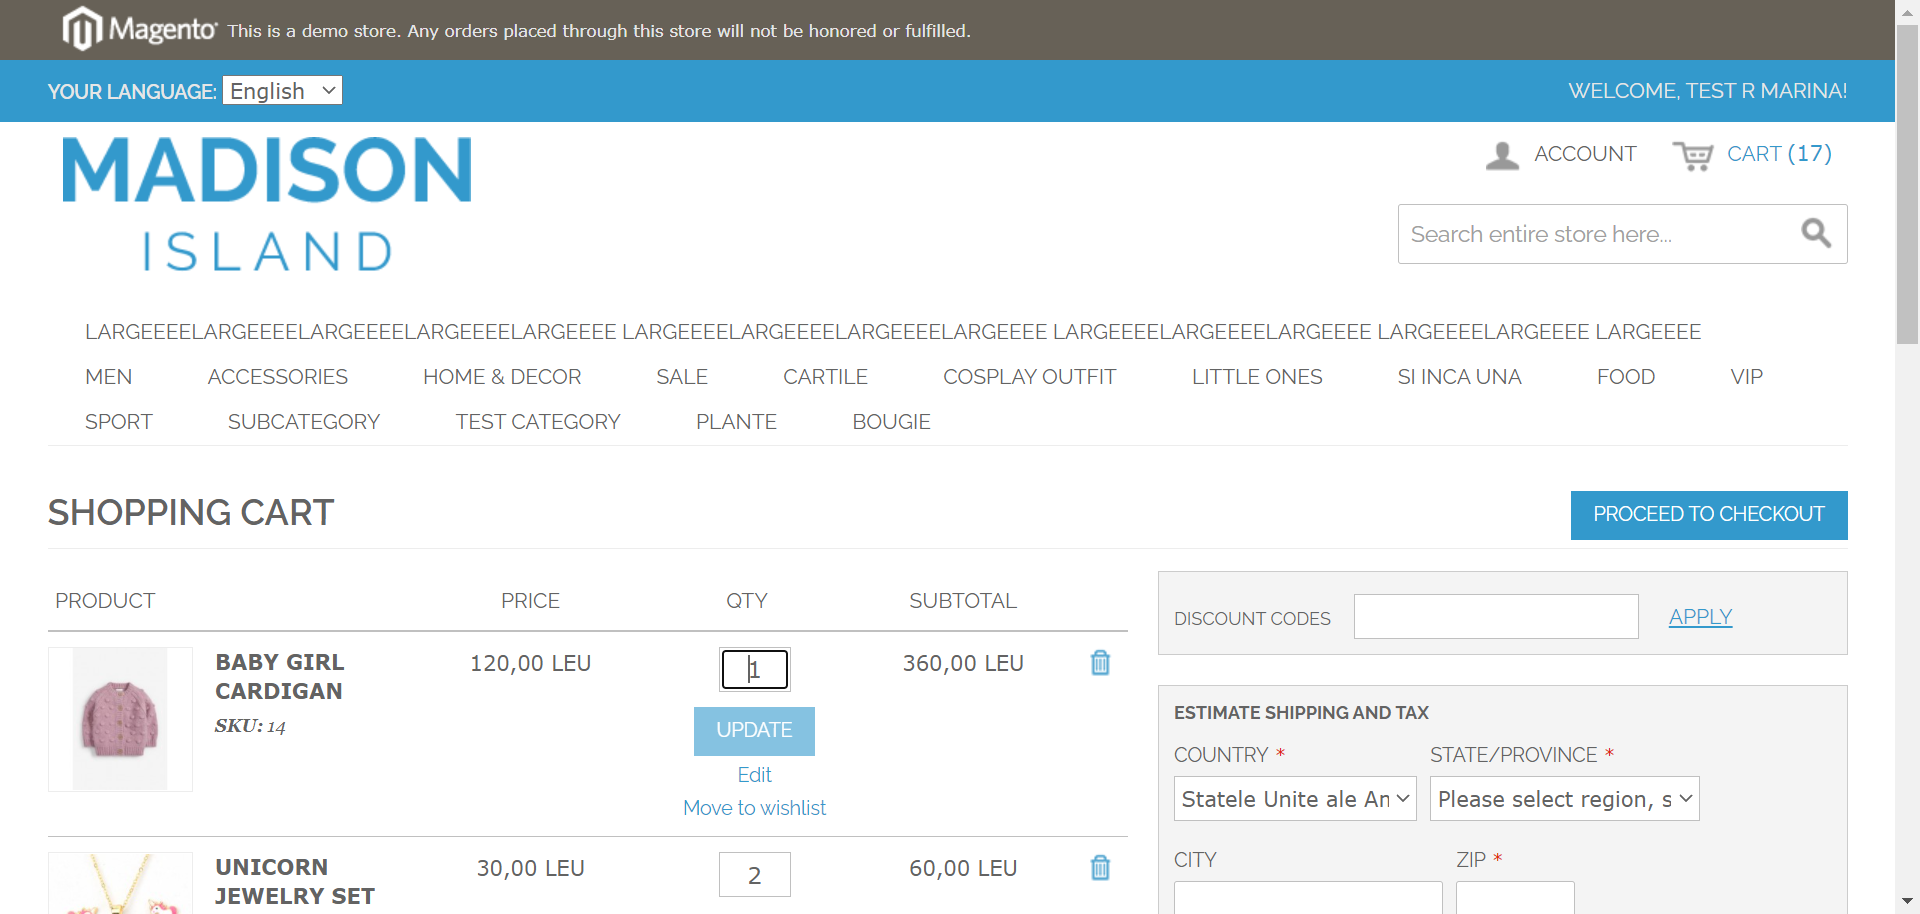 Magento This is a demo store. Any orders placed through this store will not be honored or fulfilled.
YOUR LANGUAGE: English WELCOME, TEST R MARINA!
MADISON
ISLAND
ACCOUNT CART (17)
Search entire store here...
LARGEEEELARGEEEELARGEEEELARGEEEELARGEEEE LARGEEEELARGEEEELARGEEEELARGEEEE LARGEEEELARGEEEELARGEEEE LARGEEEELARGEEEE LARGEEEE
MEN ACCESSORIES HOME & DECOR SALE CARTILE COSPLAY OUTFIT LITTLE ONES SI INCA UNA FOOD VIP
SPORT SUBCATEGORY TEST CATEGORY PLANTE BOUGIE
SHOPPING CART PROCEED TO CHECKOUT
PRODUCT PRICE QTY SUBTOTAL
BABY GIRL CARDIGAN
SKU: 14
120,00 LEU 1 360,00 LEU
UPDATE
Edit
Move to wishlist
UNICORN JEWELRY SET
30,00 LEU 2 60,00 LEU
DISCOUNT CODES APPLY
ESTIMATE SHIPPING AND TAX
COUNTRY * STATE/PROVINCE *
Statele Unite ale An Please select region, s
CITY ZIP *